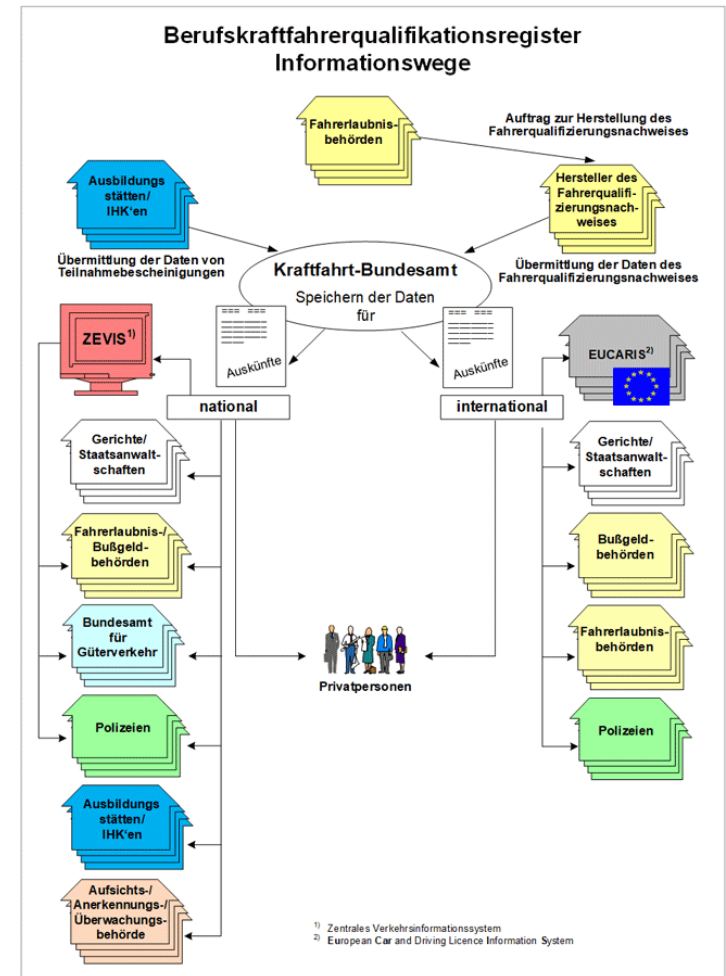 Berufskraftfahrerqualifikationsregister
Informationswege
Fahrerlaubnis-
behörden
Auftrag zur Herstellung des
Fahrerqualifizierungsnachweises
Ausbildungs
stätten/
IHK‘en
Hersteller des
Fahrerqualifi-
zierungsnach-
weises
Übermittlung der Daten von
Teilnahmebescheinigungen
Kraftfahrt-Bundesamt
Speichern der Daten
für
Übermittlung der Daten des
Fahrerqualifizierungsnachweises
ZEVIS1)
Auskünfte
Auskünfte
EUCARIS2)
national
international
Gerichte/
Staatsanwalt-
schaften
Fahrerlaubnis-/
Bußgeld-
behörden
Bundesamt
für
Güterverkehr
Polizeien
Ausbildungs
stätten/
IHK‘en
Aufsichts-/
Anerkennungs-
/Überwachungs-
behörde
Privatpersonen
Gerichte/
Staatsanwalt-
schaften
Bußgeld-
behörden
Fahrerlaubnis-
behörden
Polizeien
1) Zentrales Verkehrsinformationssystem
2) European Car and Driving Licence Information System